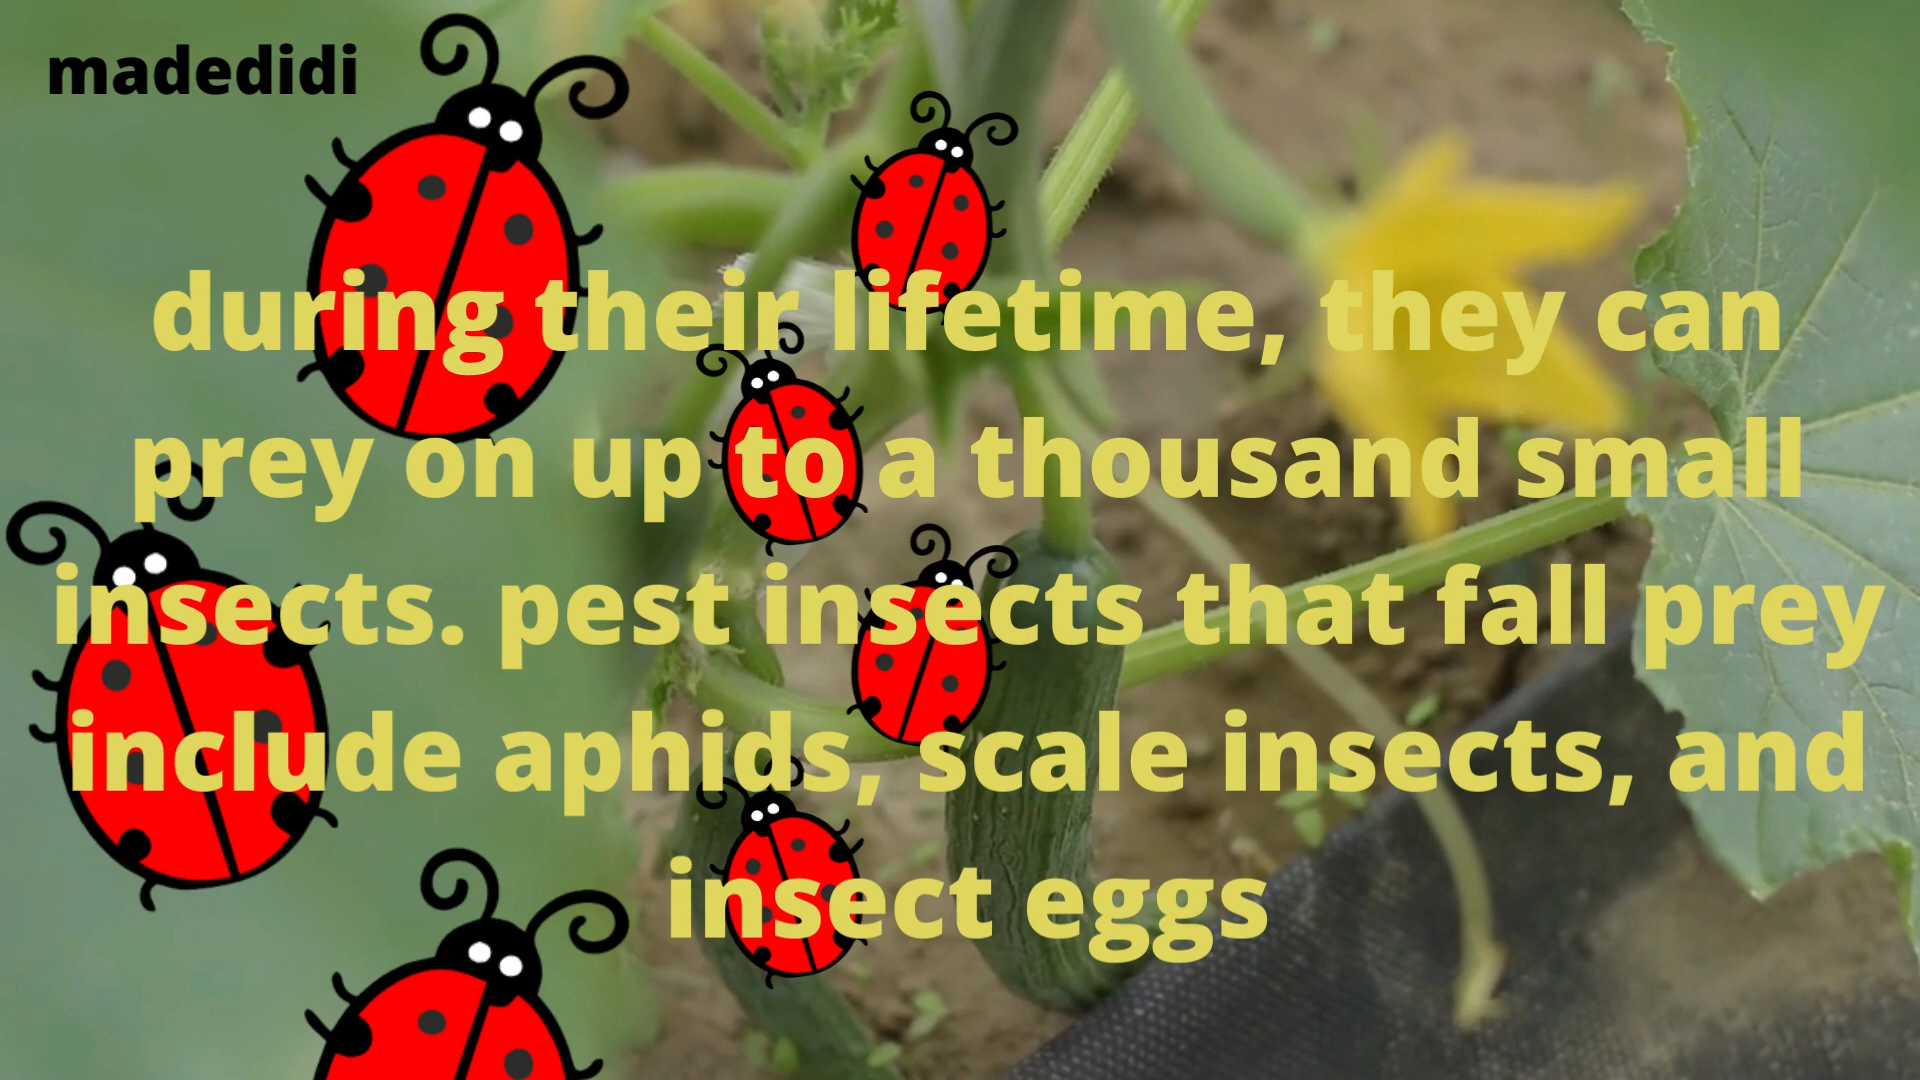 madedidi
during their lifetime, they can
prey on up to a thousand small
insects. pest insects that fall prey
include aphids, scale insects, and
insect eggs